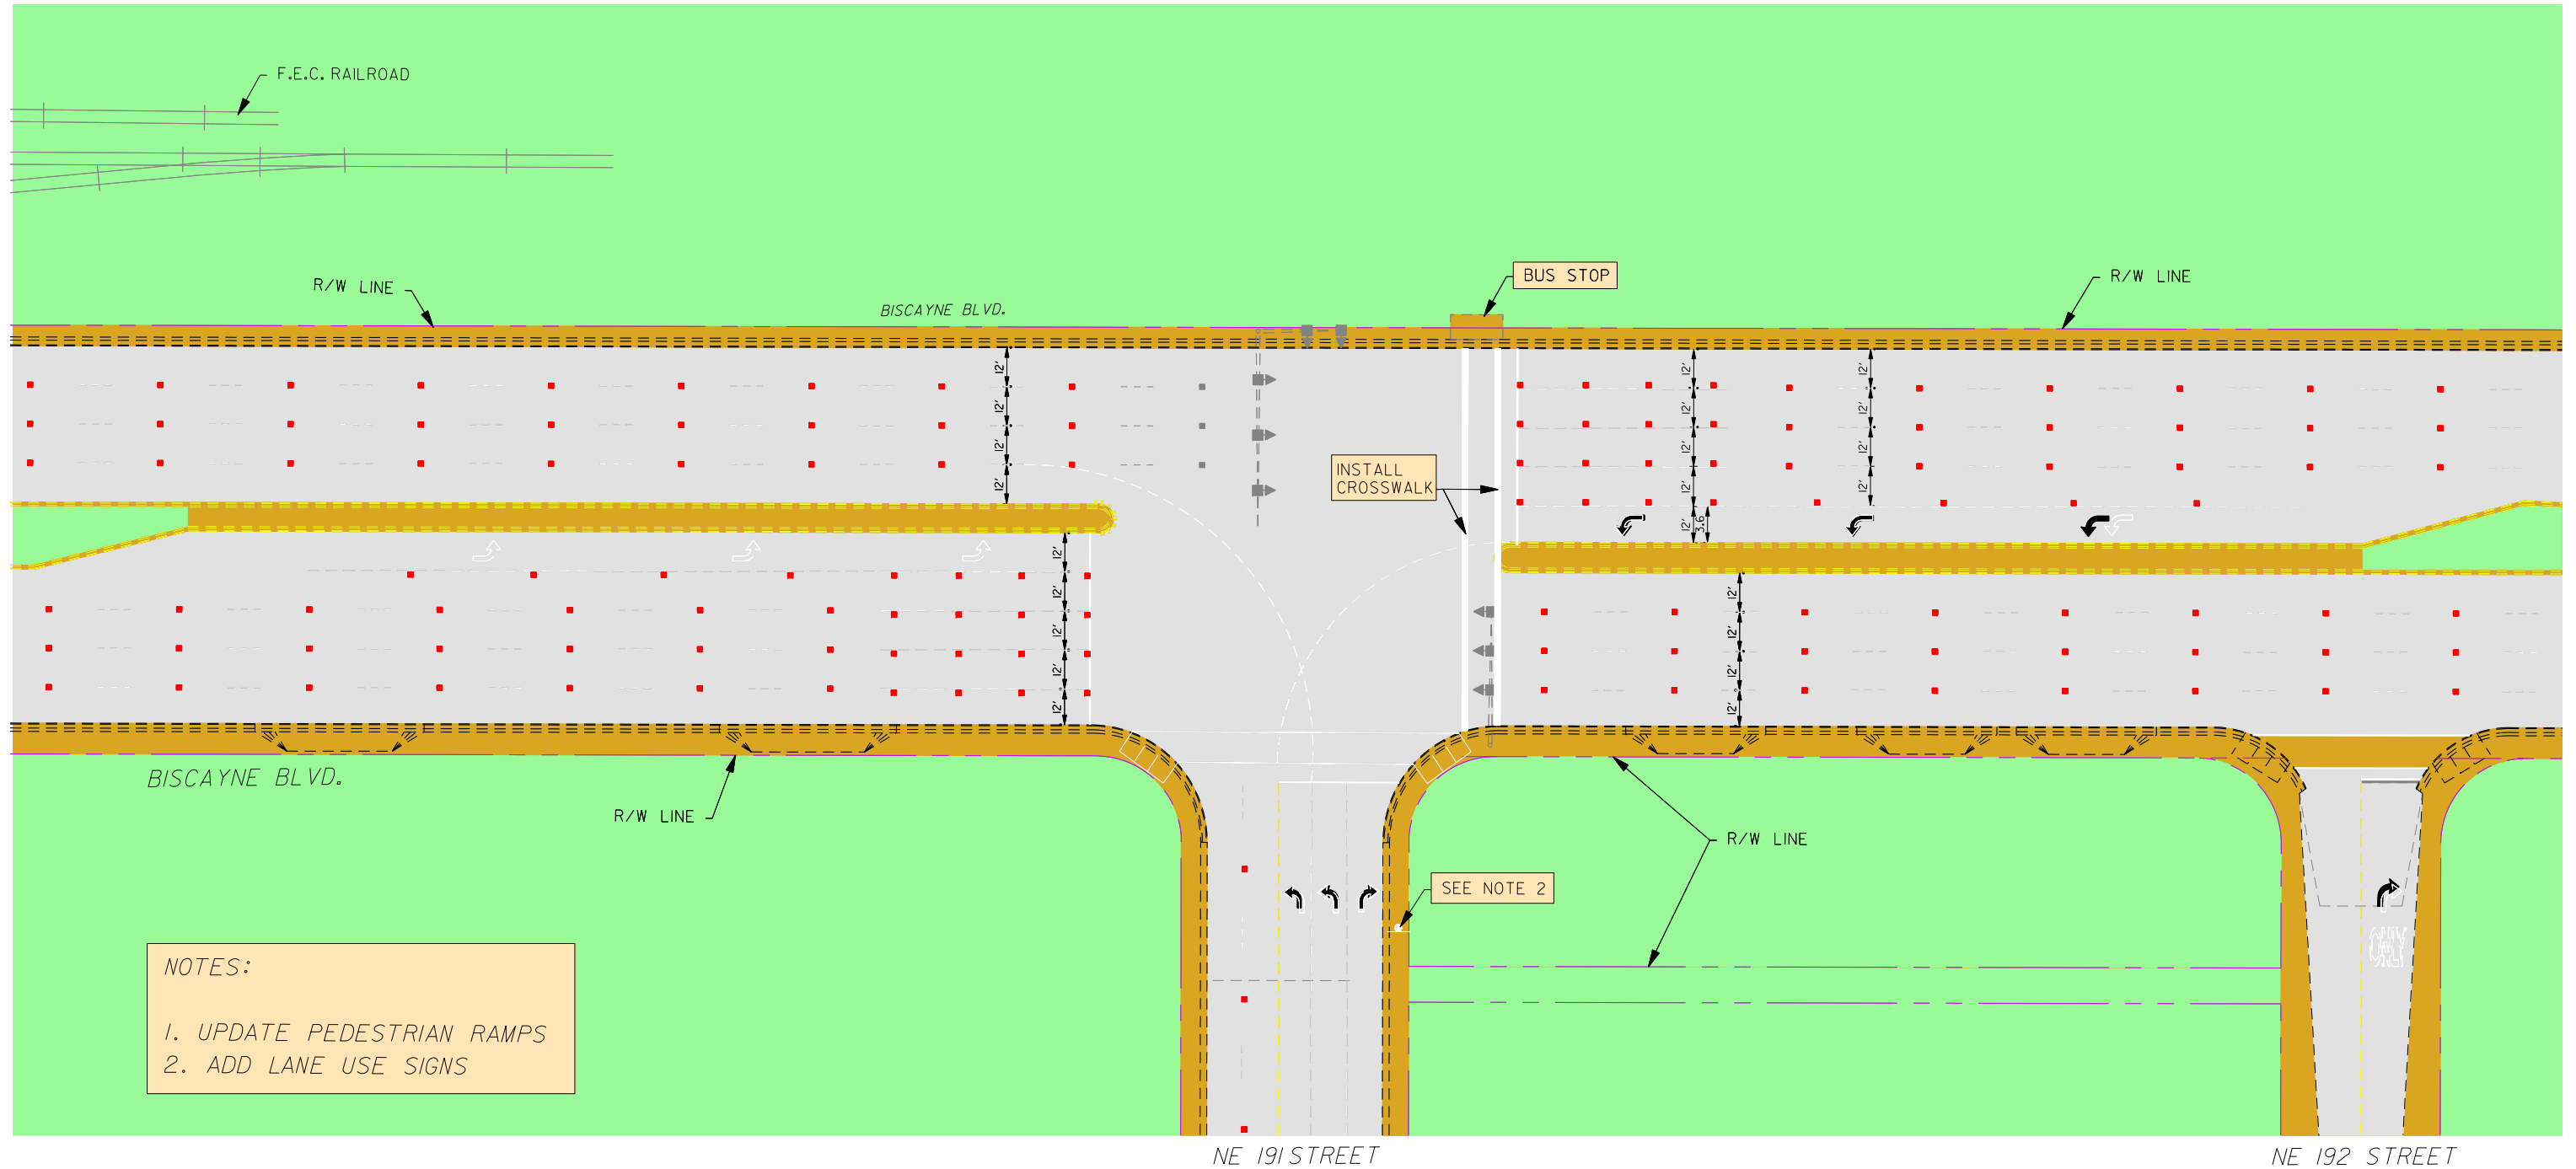 F.E.C. RAILROAD
R/W LINE
BISCAYNE BLVD.
BUS STOP
R/W LINE
12'
12'
12'
12'
12'
12'
12'
12'
12'
3.6
12'
12'
12'
12'
INSTALL
CROSSWALK
12'
12'
12'
12'
12'
12'
12'
12'
12'
BISCAYNE BLVD.
R/W LINE
R/W LINE
SEE NOTE 2
ONLY
NOTES:
1. UPDATE PEDESTRIAN RAMPS
2. ADD LANE USE SIGNS
NE 191 STREET
NE 192 STREET